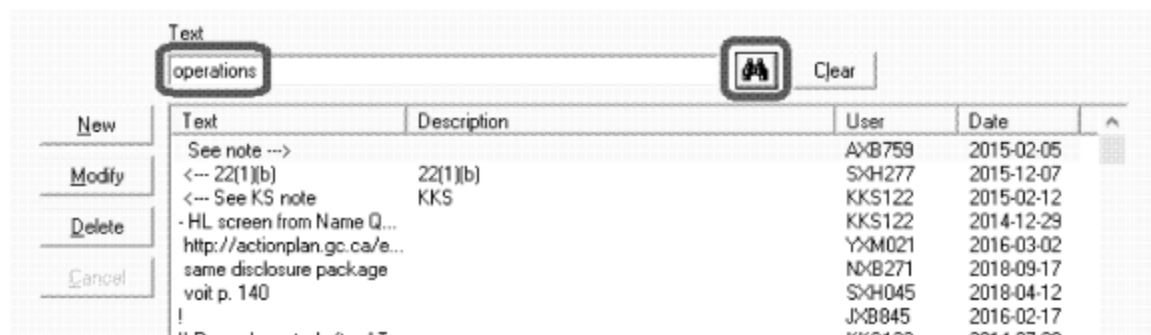 Text
operations Clear
New Text Description User Date
See note ---> AXB759 2015-02-05
Modify <--- 22(1)(b) 22(1)(b) SXH277 2015-12-07
<--- See KS note KKS KKS122 2015-02-12
Delete - HL screen from Name Q... KKS122 2014-12-29
http://actionplan.gc.ca/e... YXM021 2016-03-02
Cancel same disclosure package NXB271 2018-09-17
voit p. 140 SXH045 2018-04-12
! JXB845 2016-02-17